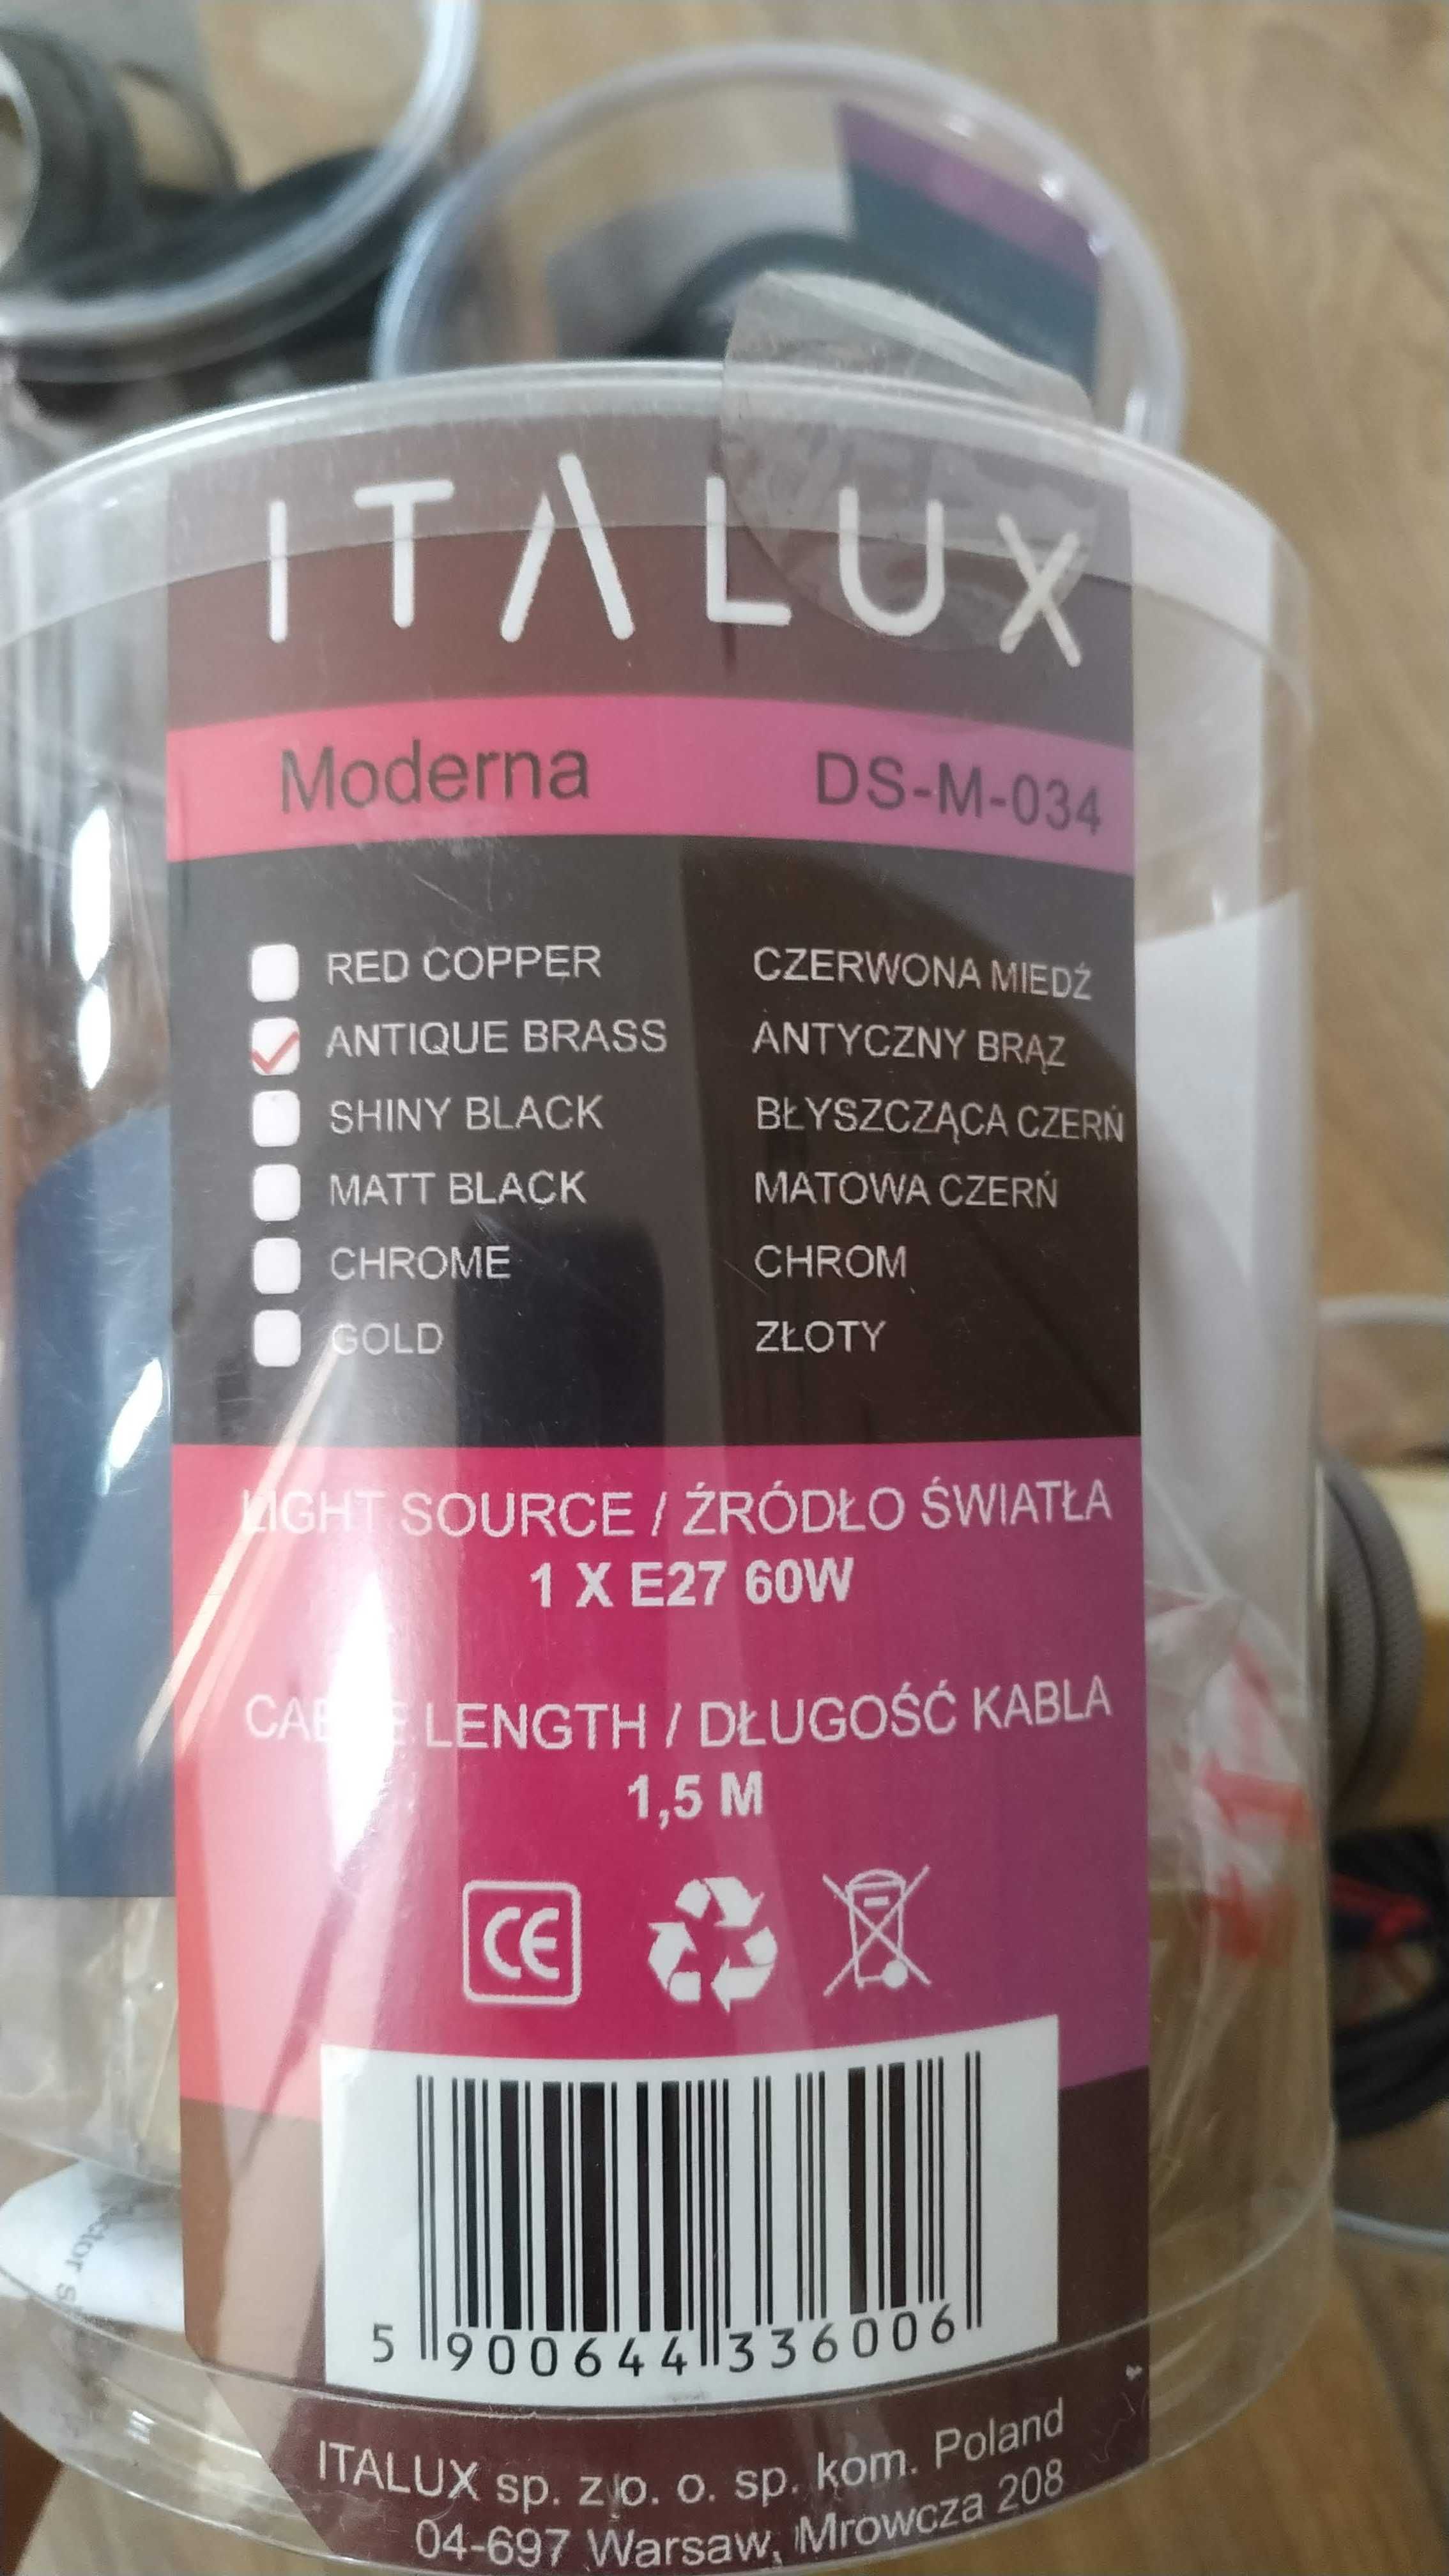 ITALUX
Moderna DS-M-034
RED COPPER CZERWONA MIEDŹ
ANTIQUE BRASS ANTYCZNY BRĄZ
SHINY BLACK BŁYSZCZĄCA CZERŃ
MATT BLACK MATOWA CZERŃ
CHROME CHROM
GOLD ZŁOTY
LIGHT SOURCE / ŹRÓDŁO ŚWIATŁA
1 X E27 60W
CABLE LENGTH / DŁUGOŚĆ KABLA
1,5 M
CE
5 900644 336006
ITALUX sp. z o. o. sp. kom. Poland
04-697 Warsaw, Mrowcza 208